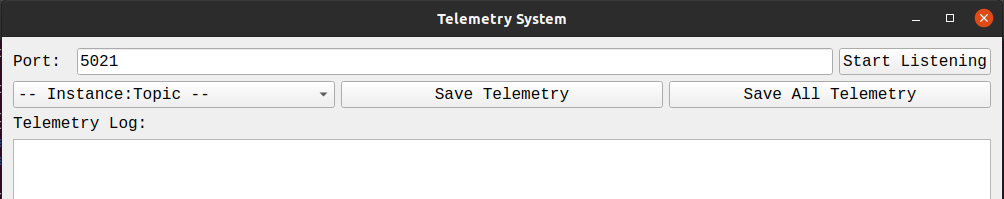 Telemetry System
Port: 5021 Start Listening
-- Instance:Topic -- Save Telemetry Save All Telemetry
Telemetry Log: